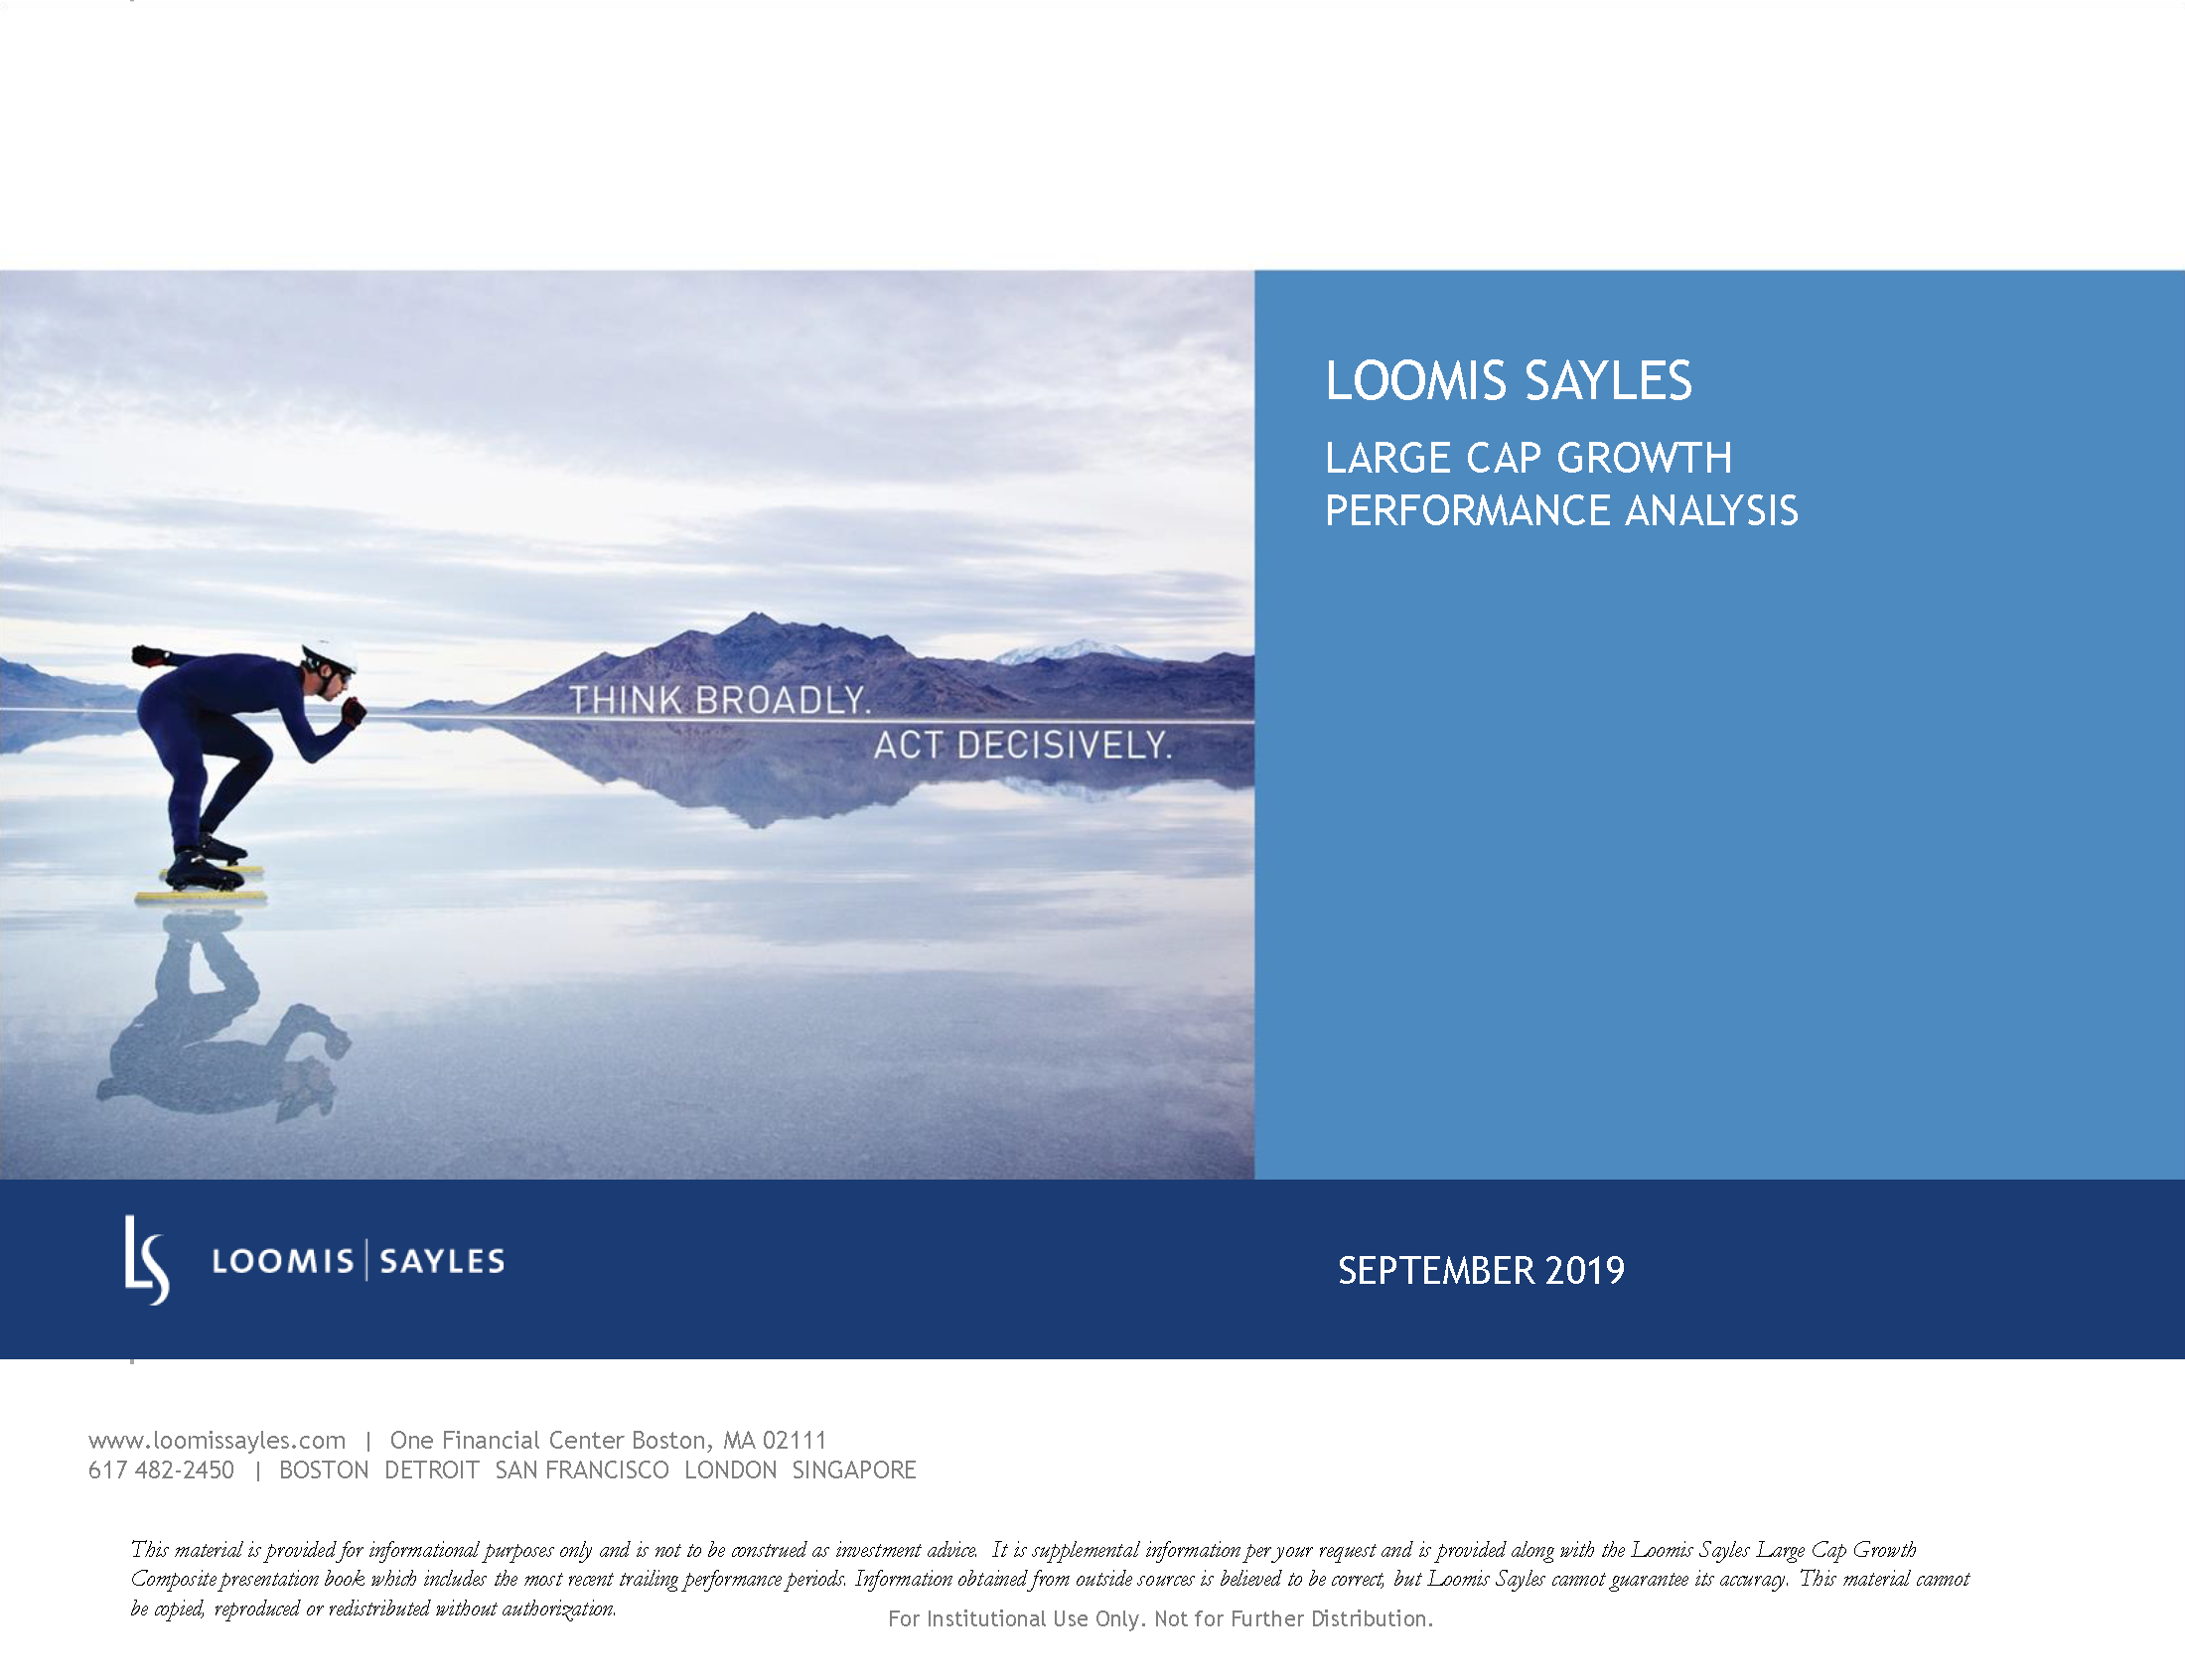 LOOMIS SAYLES
LARGE CAP GROWTH
PERFORMANCE ANALYSIS
THINK BROADLY.
ACT DECISIVELY.
LS LOOMIS | SAYLES
SEPTEMBER 2019
www.loomissayles.com | One Financial Center Boston, MA 02111
617 482-2450 | BOSTON DETROIT SAN FRANCISCO LONDON SINGAPORE
This material is provided for informational purposes only and is not to be construed as investment advice. It is supplemental information per your request and is provided along with the Loomis Sayles Large Cap Growth
Composite presentation book which includes the most recent trailing performance periods. Information obtained from outside sources is believed to be correct, but Loomis Sayles cannot guarantee its accuracy. This material cannot
be copied, reproduced or redistributed without authorization.
For Institutional Use Only. Not for Further Distribution.